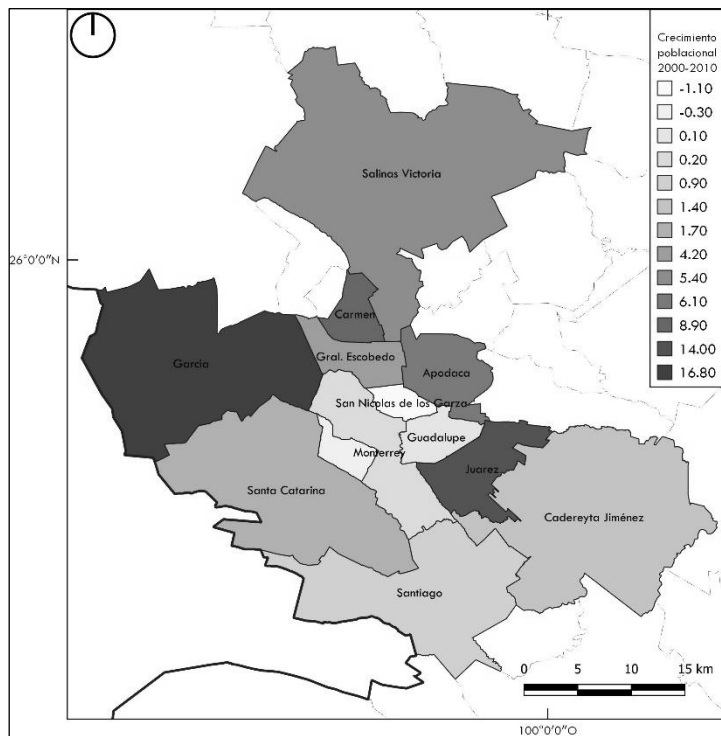 Crecimiento
poblacional
2000-2010
-1.10
-0.30
0.10
0.20
0.90
1.40
1.70
4.20
5.40
6.10
8.90
14.00
16.80
Salinas Victoria
26°0'0"N
Carmen
García
Gral. Escobedo
Apodaca
San Nicolas de los Garza
Guadalupe
Monterrey
Juarez
Santa Catarina
Cadereyta Jiménez
Santiago
0 5 10 15 km
100°0'0"O